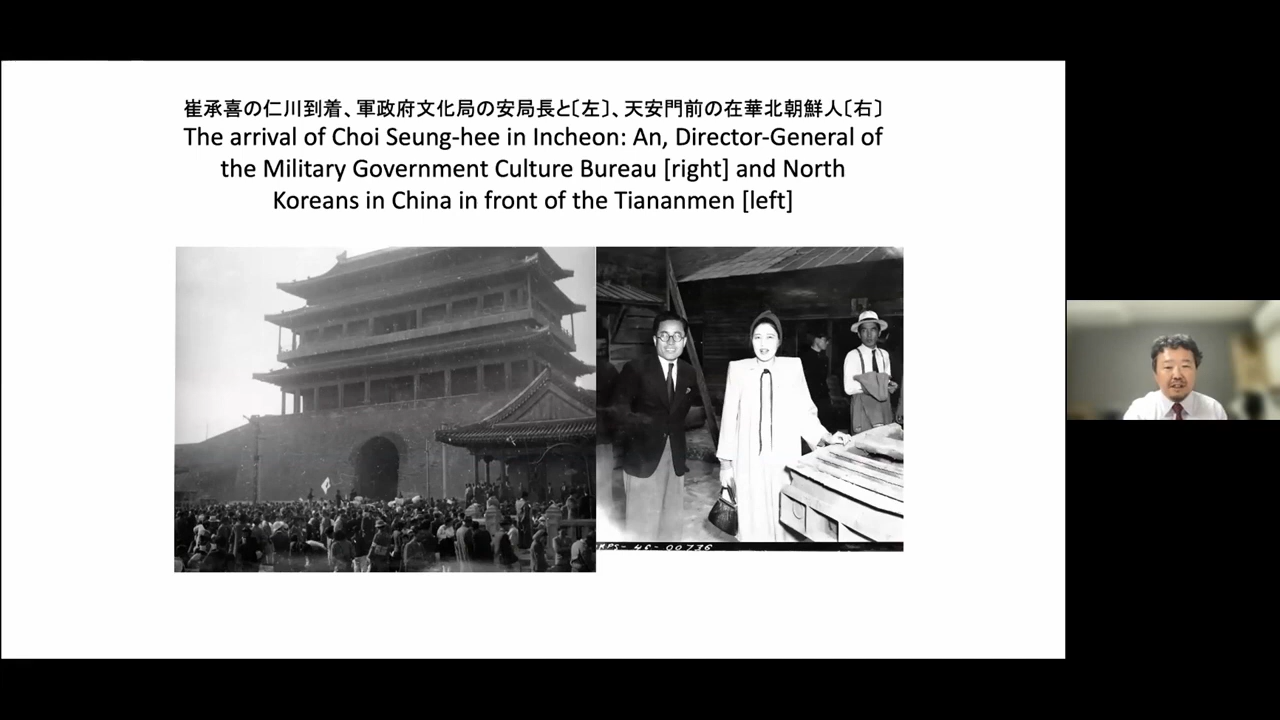 崔承喜の仁川到着、軍政府文化局の安局長と〔左〕、天安門前の在華北朝鮮人〔右〕
The arrival of Choi Seung-hee in Incheon: An, Director-General of
the Military Government Culture Bureau [right] and North
Koreans in China in front of the Tiananmen [left]
RPS- 46- 00736